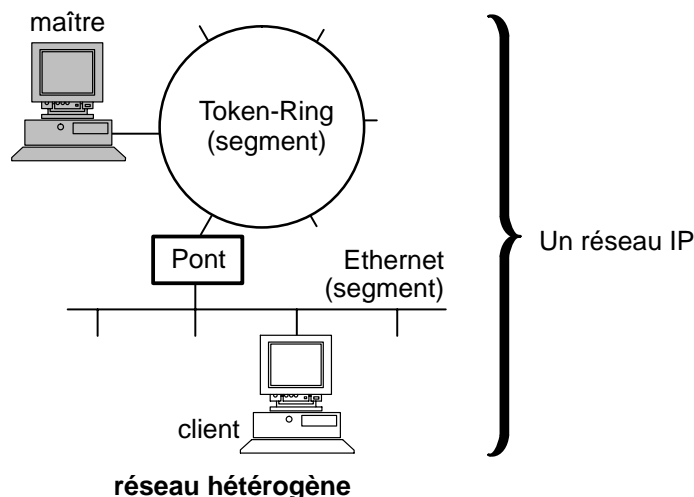 maître
Token-Ring
(segment)
Pont
Ethernet
(segment)
Un réseau IP
client
réseau hétérogène